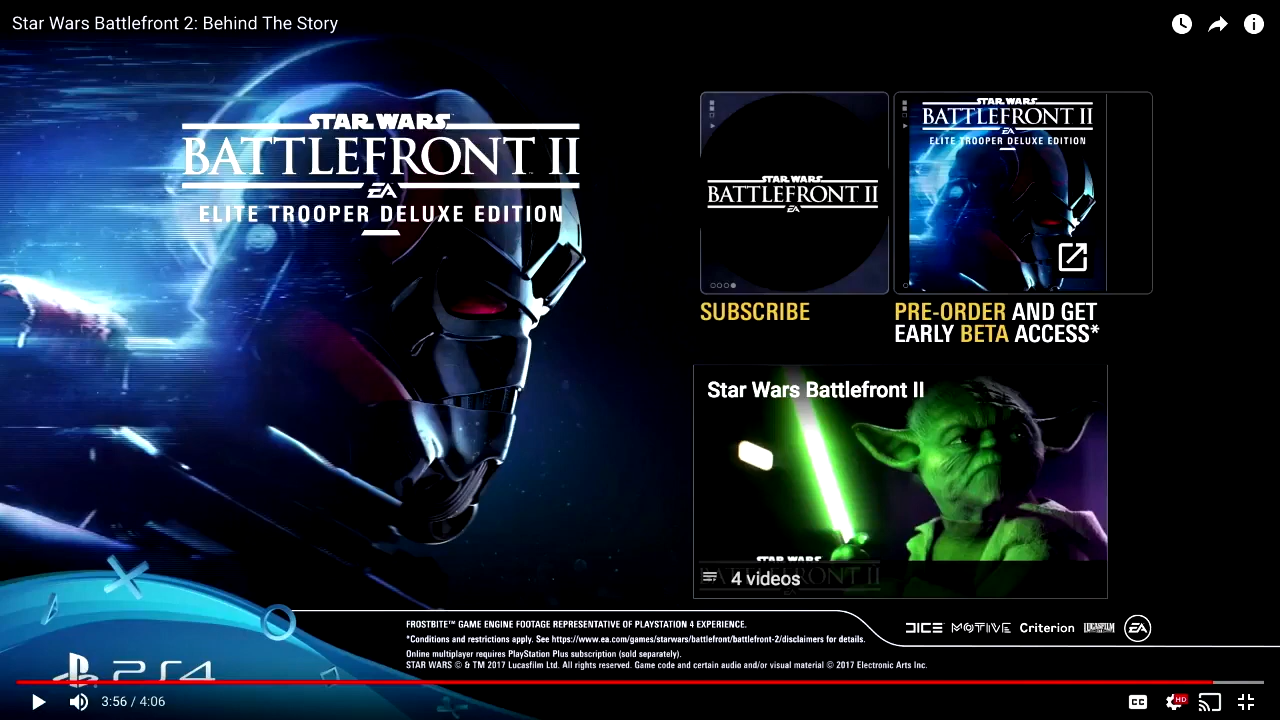 Star Wars Battlefront 2: Behind The Story
STAR WARS
BATTLEFRONT II
EA
ELITE TROOPER DELUXE EDITION
STAR WARS
BATTLEFRONT II
EA
SUBSCRIBE
STAR WARS
BATTLEFRONT II
EA
ELITE TROOPER DELUXE EDITION
PRE-ORDER AND GET
EARLY BETA ACCESS*
Star Wars Battlefront II
STAR WARS
BATTLEFRONT II
4 videos
FROSTBITE™ GAME ENGINE FOOTAGE REPRESENTATIVE OF PLAYSTATION 4 EXPERIENCE.
*Conditions and restrictions apply. See https://www.ea.com/games/starwars/battlefront/battlefront-2/disclaimers for details.
Online multiplayer requires PlayStation Plus subscription (sold separately).
STAR WARS © & TM 2017 Lucasfilm Ltd. All rights reserved. Game code and certain audio and/or visual material © 2017 Electronic Arts Inc.
DICE MOTIVE Criterion LUCASFILM EA
PS4
3:56 / 4:06
CC HD